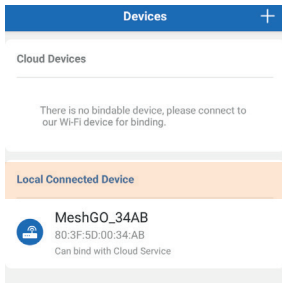 Devices +
Cloud Devices
There is no bindable device, please connect to
our Wi-Fi device for binding.
Local Connected Device
MeshGO_34AB
80:3F:5D:00:34:AB
Can bind with Cloud Service